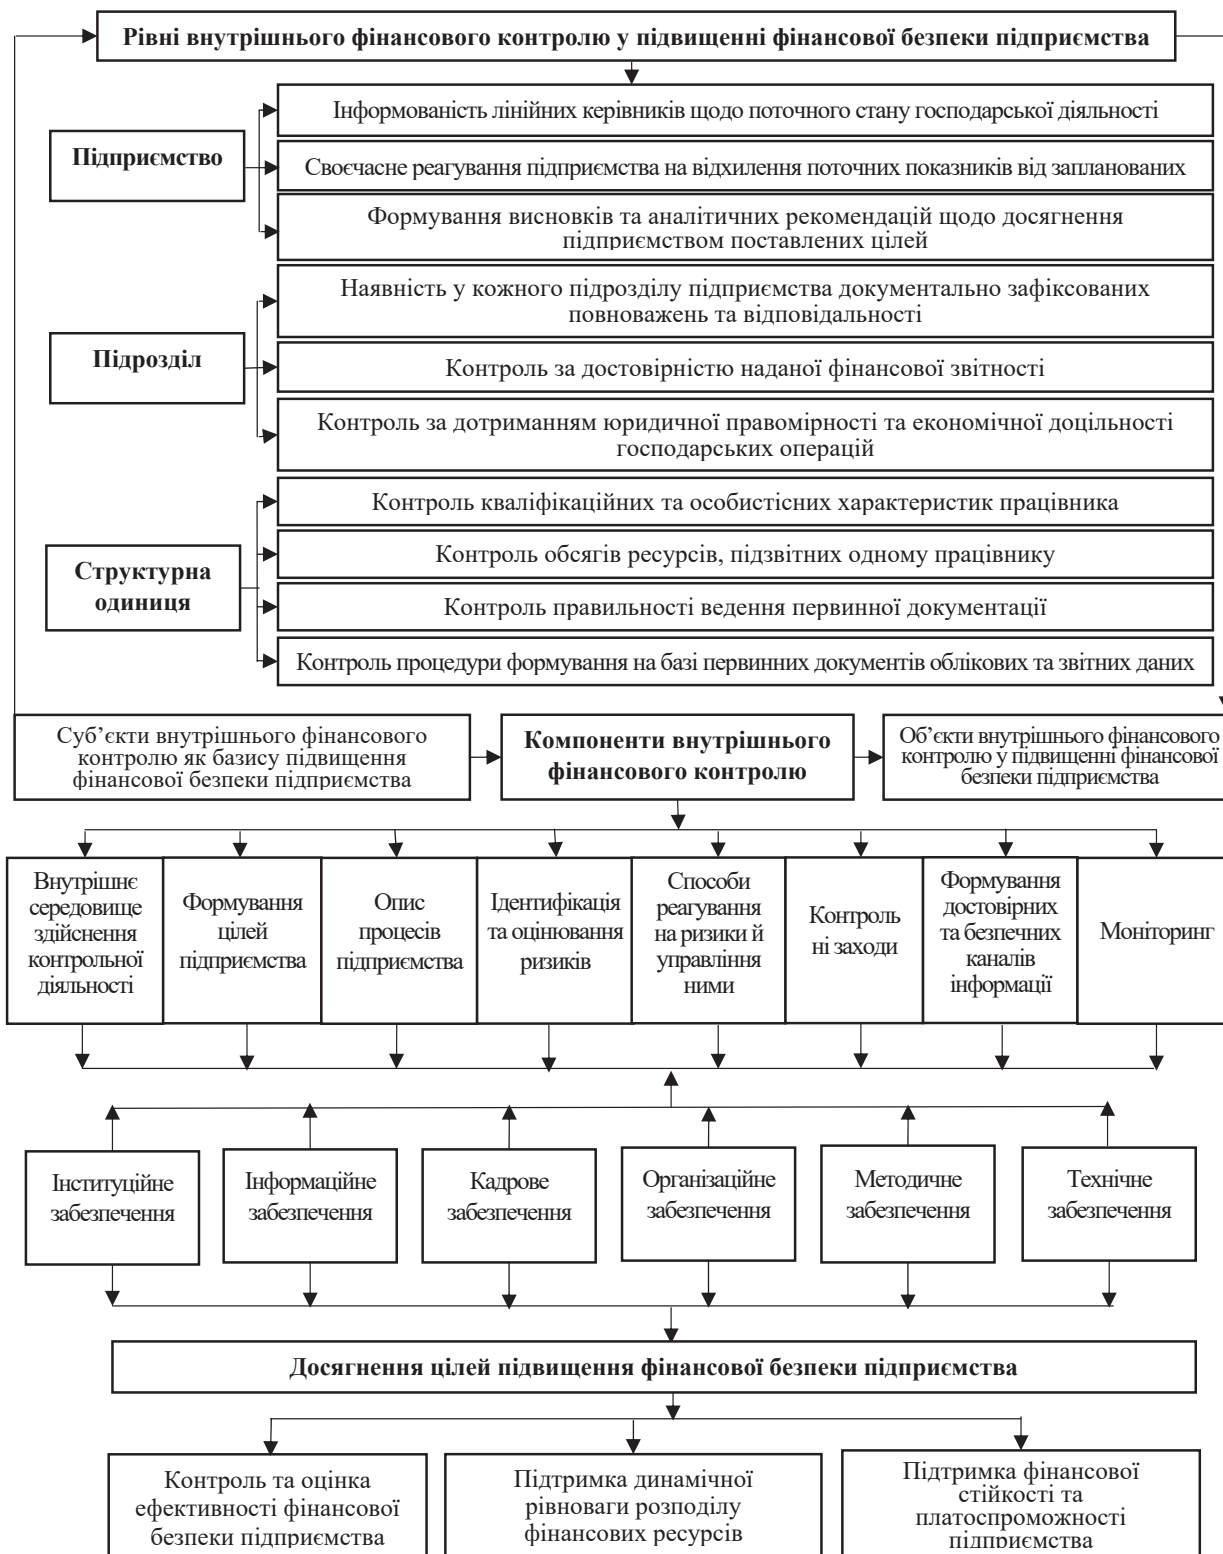 Рівні внутрішнього фінансового контролю у підвищенні фінансової безпеки підприємства
Підприємство
Інформованість лінійних керівників щодо поточного стану господарської діяльності
Своєчасне реагування підприємства на відхилення поточних показників від запланованих
Формування висновків та аналітичних рекомендацій щодо досягнення
підприємством поставлених цілей
Підрозділ
Наявність у кожного підрозділу підприємства документально зафіксованих
повноважень та відповідальності
Контроль за достовірністю наданої фінансової звітності
Контроль за дотриманням юридичної правомірності та економічної доцільності
господарських операцій
Структурна
одиниця
Контроль кваліфікаційних та особистісних характеристик працівника
Контроль обсягів ресурсів, підзвітних одному працівнику
Контроль правильності ведення первинної документації
Контроль процедури формування на базі первинних документів облікових та звітних даних
Суб’єкти внутрішнього фінансового
контролю як базису підвищення
фінансової безпеки підприємства
Компоненти внутрішнього
фінансового контролю
Об’єкти внутрішнього фінансового
контролю у підвищенні фінансової
безпеки підприємства
Внутрішнє
середовище
здійснення
контрольної
діяльності
Формування
цілей
підприємства
Опис
процесів
підприємства
Ідентифікація
та оцінювання
ризиків
Способи
реагування
на ризики й
управління
ними
Контроль
ні заходи
Формування
достовірних
та безпечних
каналів
інформації
Моніторинг
Інституційне
забезпечення
Інформаційне
забезпечення
Кадрове
забезпечення
Організаційне
забезпечення
Методичне
забезпечення
Технічне
забезпечення
Досягнення цілей підвищення фінансової безпеки підприємства
Контроль та оцінка
ефективності фінансової
безпеки підприємства
Підтримка динамічної
рівноваги розподілу
фінансових ресурсів
Підтримка фінансової
стійкості та
платоспроможності
підприємства